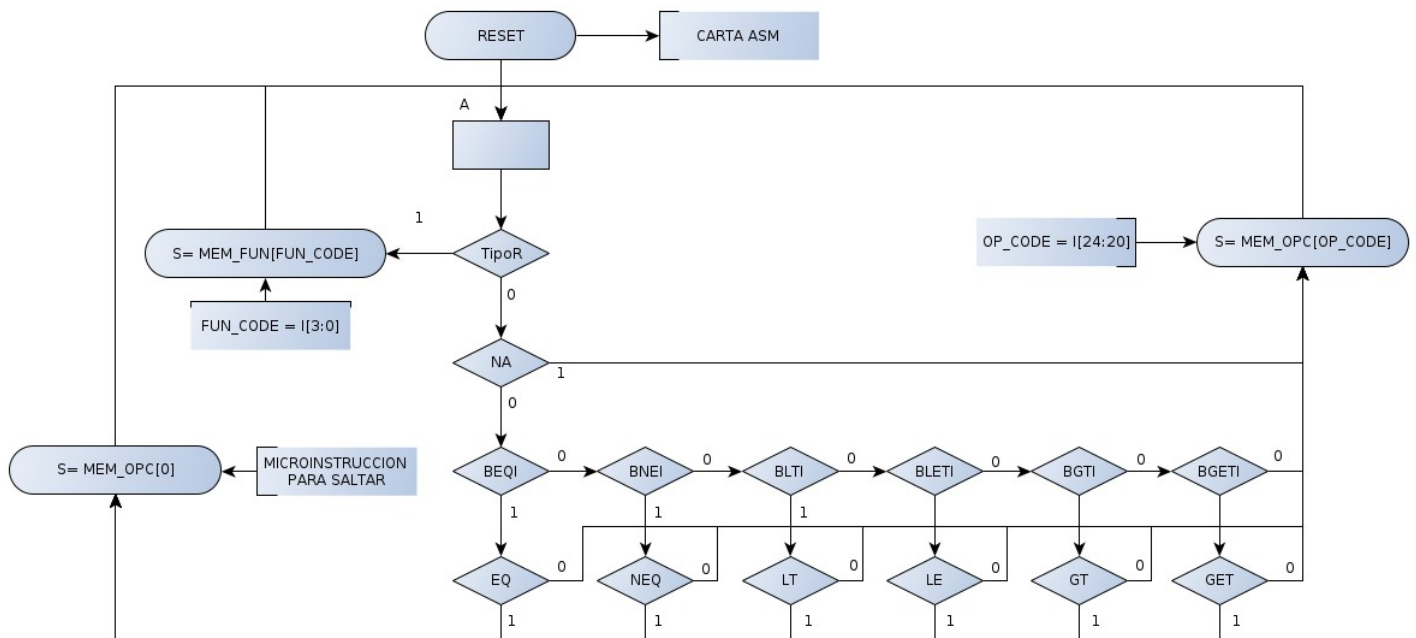 RESET
CARTA ASM
A
1
TipoR
S= MEM_FUN[FUN_CODE]
OP_CODE = I[24:20]
S= MEM_OPC[OP_CODE]
0
FUN_CODE = I[3:0]
NA
1
0
S= MEM_OPC[0]
MICROINSTRUCCION
PARA SALTAR
BEQI
0
BNEI
0
BLTI
0
BLETI
0
BGTI
0
BGETI
0
1
1
1
EQ
0
NEQ
0
LT
0
LE
0
GT
0
GET
0
1
1
1
1
1
1